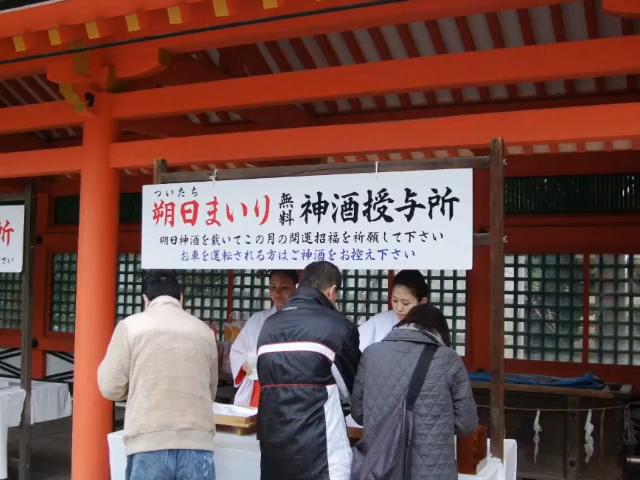 ついたち
朔日まいり 無料 神酒授与所
朔日神酒を戴いてこの月の開運招福を祈願して下さい
お車を運転される方はご神酒をお控え下さい
所
さい